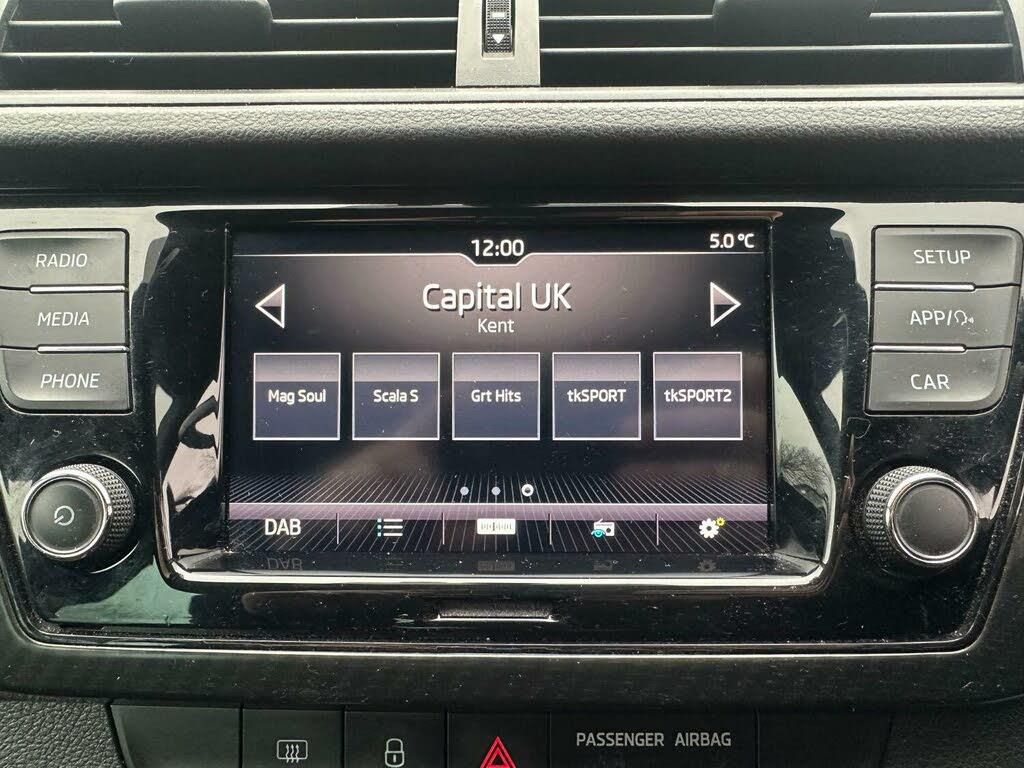 12:00
5.0 °C
RADIO
MEDIA
PHONE
Capital UK
Kent
Mag Soul
Scala S
Grt Hits
tkSPORT
tkSPORT2
DAB
SETUP
APP/
CAR
PASSENGER AIRBAG